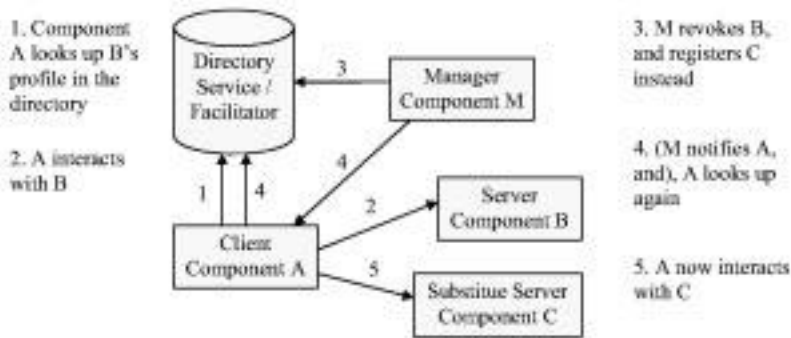 1. Component
A looks up B's
profile in the
directory
2. A interacts
with B
Directory
Service /
Facilitator
3
Manager
Component M
4
1
4
2
Server
Component B
Client
Component A
5
Substitue Server
Component C
3. M revokes B,
and registers C
instead
4. (M notifies A,
and), A looks up
again
5. A now interacts
with C